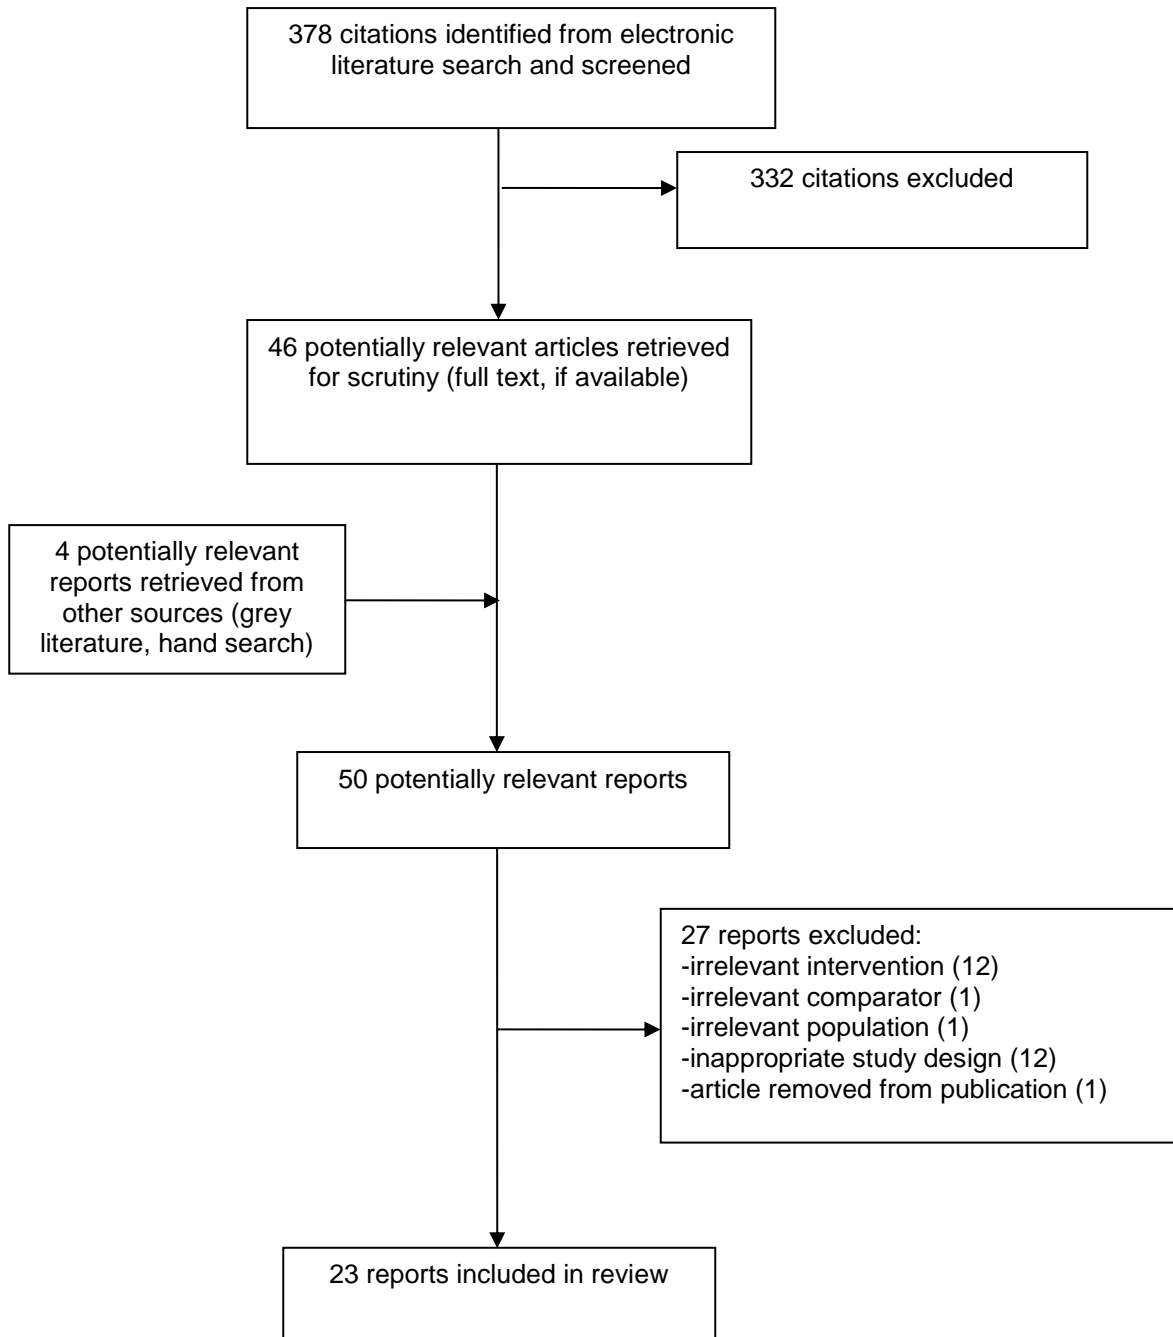 378 citations identified from electronic
literature search and screened
332 citations excluded
46 potentially relevant articles retrieved
for scrutiny (full text, if available)
4 potentially relevant
reports retrieved from
other sources (grey
literature, hand search)
50 potentially relevant reports
27 reports excluded:
-irrelevant intervention (12)
-irrelevant comparator (1)
-irrelevant population (1)
-inappropriate study design (12)
-article removed from publication (1)
23 reports included in review